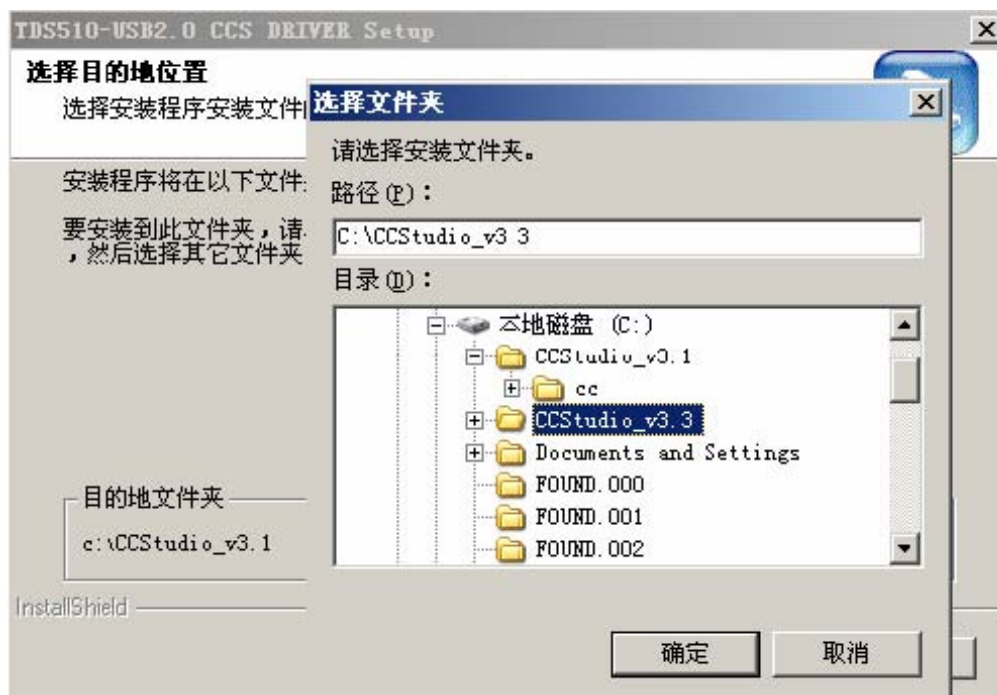 TDS510-USB2.0 CCS DRIVER Setup
选择目的地位置
选择安装程序安装文件
选择文件夹
请选择安装文件夹。
安装程序将在以下文件
路径(P):
要安装到此文件夹，请
，然后选择其它文件夹
C:\CCStudio_v3 3
目录(D):
本地磁盘 (C:)
CCStudio_v3.1
cc
CCStudio_v3.3
Documents and Settings
FOUND.000
FOUND.001
FOUND.002
目的地文件夹
c:\CCStudio_v3.1
InstallShield
确定
取消